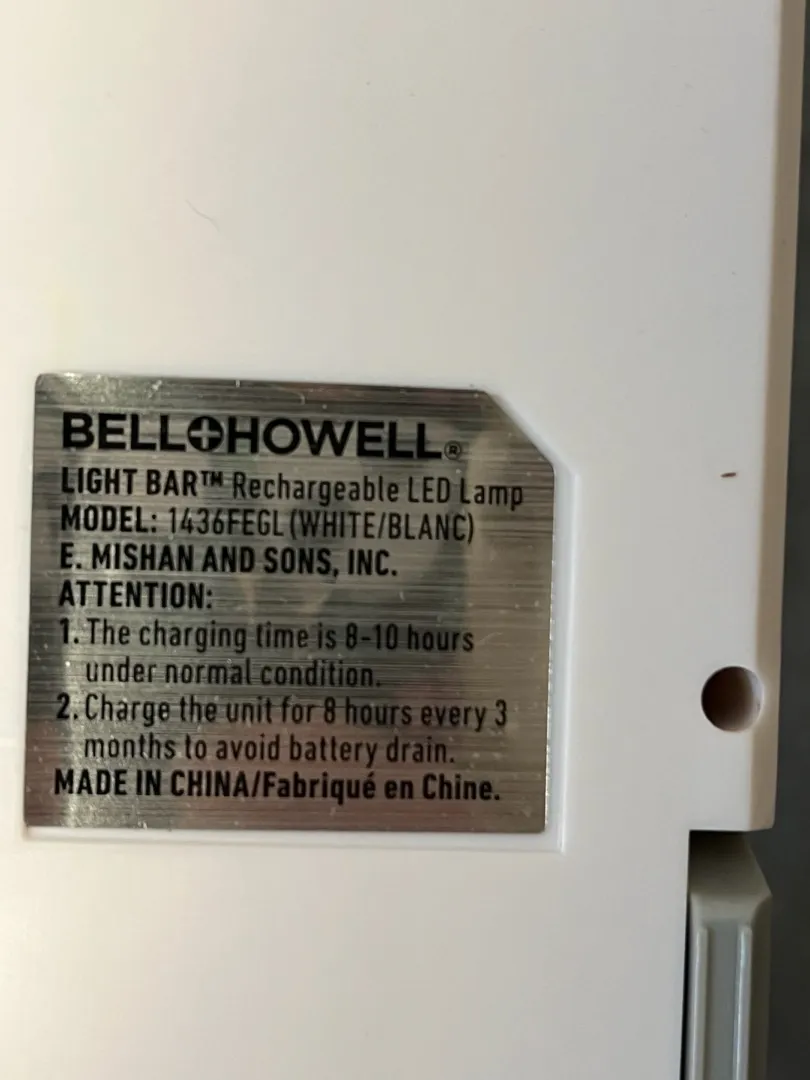 BELL+HOWELL®
LIGHT BAR™ Rechargeable LED Lamp
MODEL: 1436FEGL (WHITE/BLANC)
E. MISHAN AND SONS, INC.
ATTENTION:
1. The charging time is 8-10 hours
under normal condition.
2. Charge the unit for 8 hours every 3
months to avoid battery drain.
MADE IN CHINA/Fabriqué en Chine.